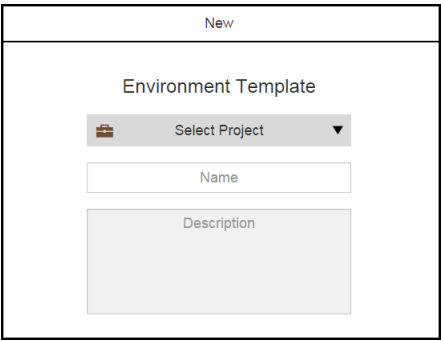 New
Environment Template
Select Project
Name
Description